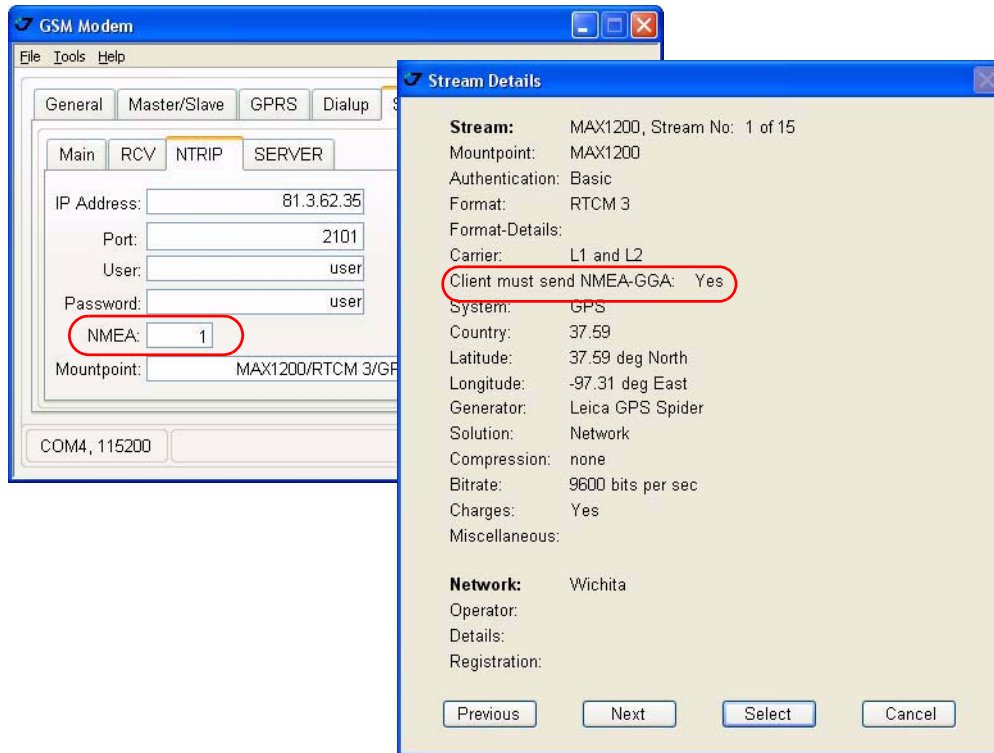 GSM Modem
File Tools Help
General Master/Slave GPRS Dialup
Main RCV NTRIP SERVER
IP Address: 81.3.62.35
Port: 2101
User: user
Password: user
NMEA: 1
Mountpoint: MAX1200/RTCM 3/GP
COM4, 115200
Stream Details
Stream: MAX1200, Stream No: 1 of 15
Mountpoint: MAX1200
Authentication: Basic
Format: RTCM 3
Format-Details:
Carrier: L1 and L2
Client must send NMEA-GGA: Yes
System: GPS
Country: 37.59
Latitude: 37.59 deg North
Longitude: -97.31 deg East
Generator: Leica GPS Spider
Solution: Network
Compression: none
Bitrate: 9600 bits per sec
Charges: Yes
Miscellaneous:
Network: Wichita
Operator:
Details:
Registration:
Previous Next Select Cancel